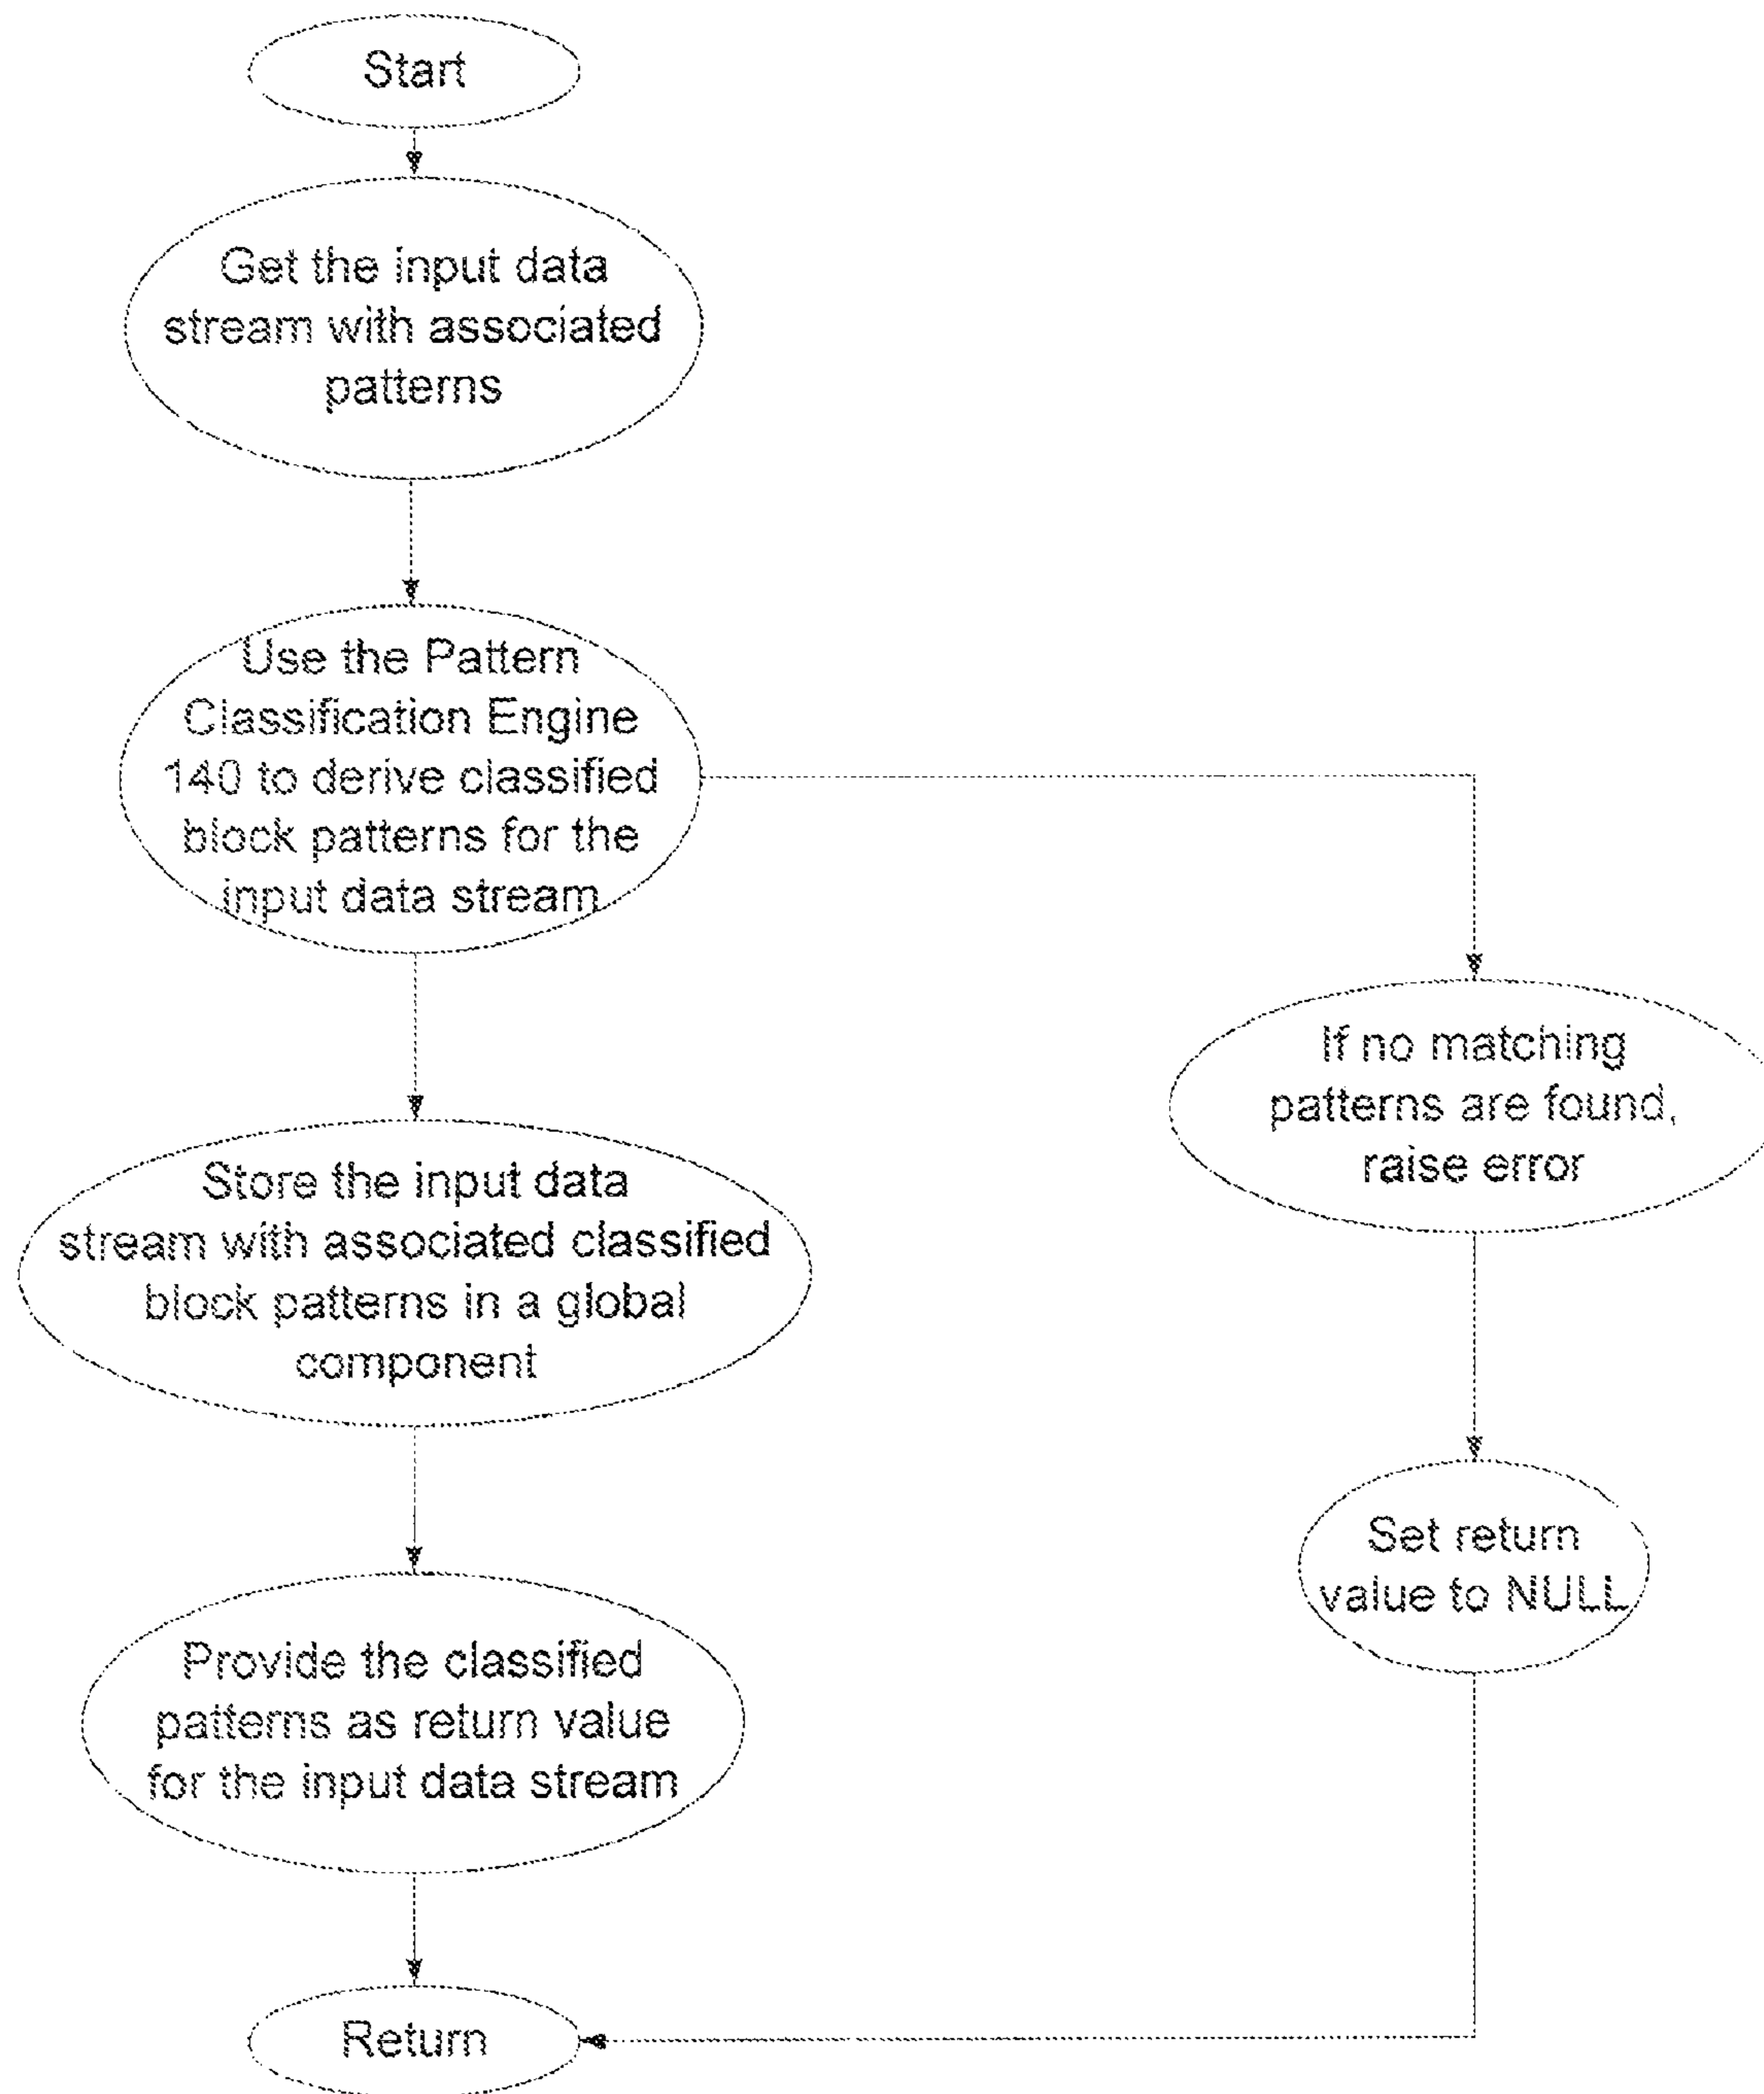 Start
Get the input data
stream with associated
patterns
Use the Pattern
Classification Engine
140 to derive classified
block patterns for the
input data stream
Store the input data
stream with associated classified
block patterns in a global
component
Provide the classified
patterns as return value
for the input data stream
Return
If no matching
patterns are found,
raise error
Set return
value to NULL